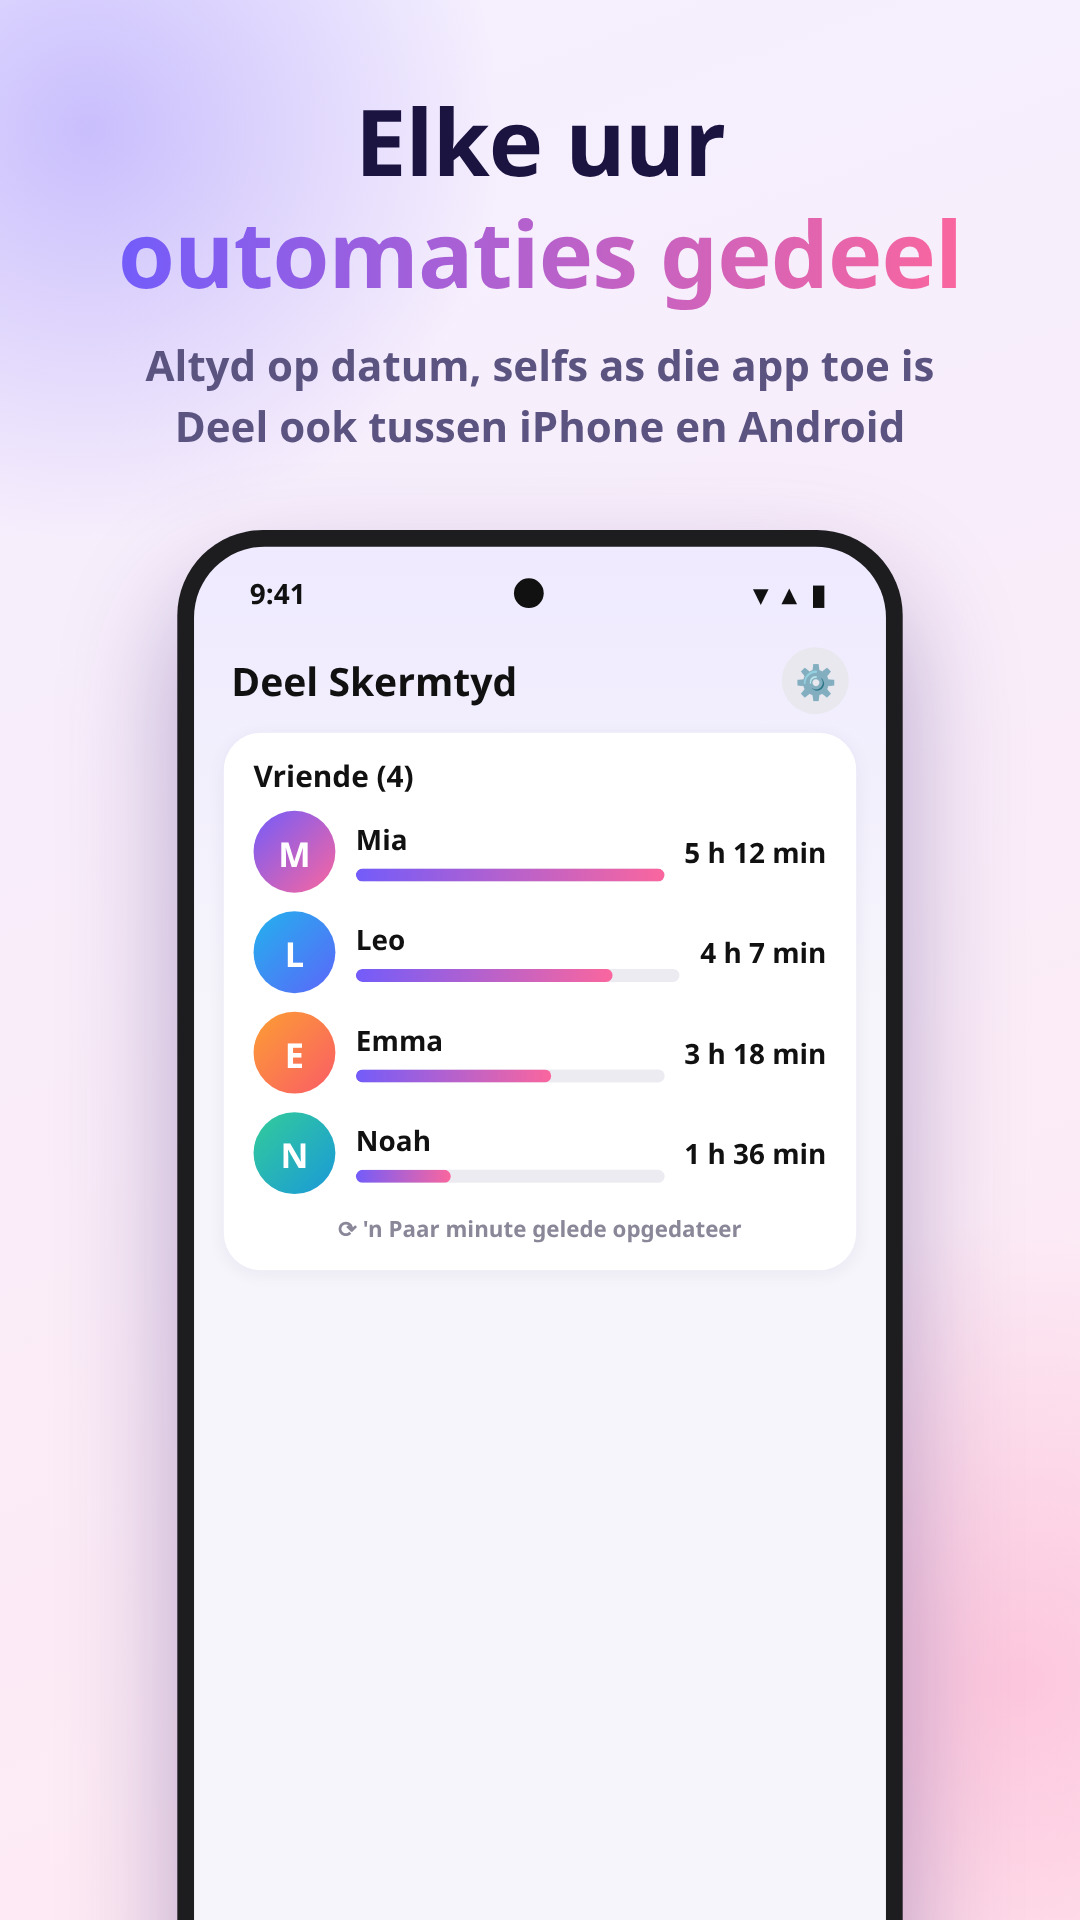 Elke uur
outomaties gedeel
Altyd op datum, selfs as die app toe is
Deel ook tussen iPhone en Android
9:41
Deel Skermtyd
Vriende (4)
M
Mia
5 h 12 min
L
Leo
4 h 7 min
E
Emma
3 h 18 min
N
Noah
1 h 36 min
⟳ 'n Paar minute gelede opgedateer